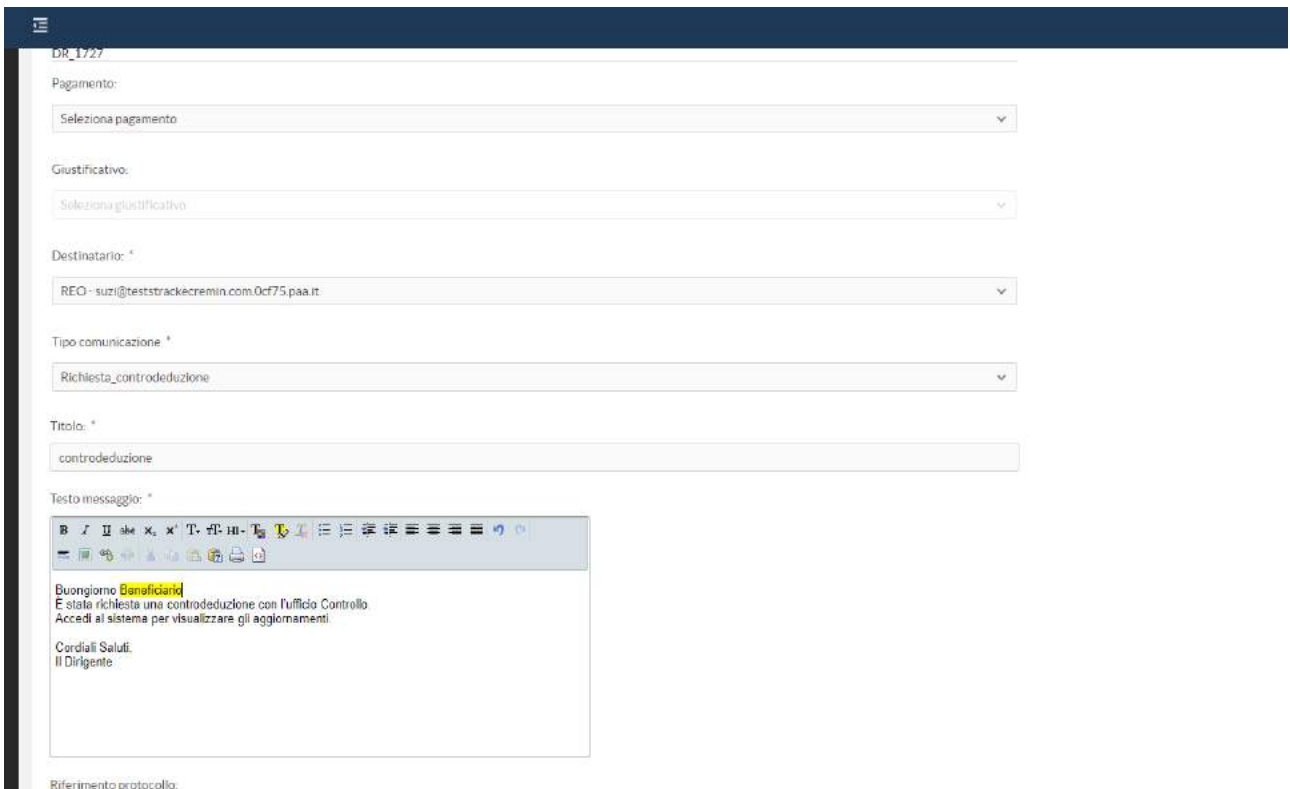 DR_1727
Pagamento:
Seleziona pagamento
Giustificativo:
Seleziona giustificativo
Destinatario: *
REO - suzi@teststrackecremin.com.0cf75.paa.it
Tipo comunicazione *
Richiesta_controdeduzione
Titolo: *
controdeduzione
Testo messaggio: *
Buongiorno Beneficiario
È stata richiesta una controdeduzione con l'ufficio Controllo.
Accedi al sistema per visualizzare gli aggiornamenti.
Cordiali Saluti.
Il Dirigente
Riferimento protocollo: